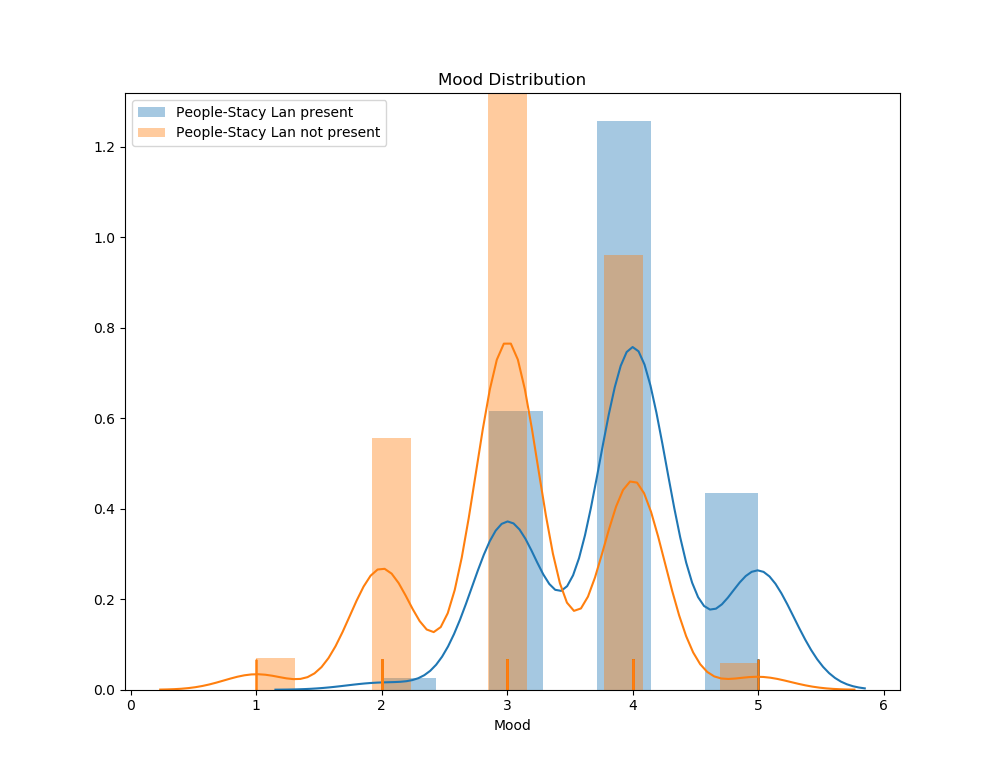 Mood Distribution
People-Stacy Lan present
People-Stacy Lan not present
1.2
1.0
0.8
0.6
0.4
0.2
0.0
0 1 2 3 4 5 6
Mood